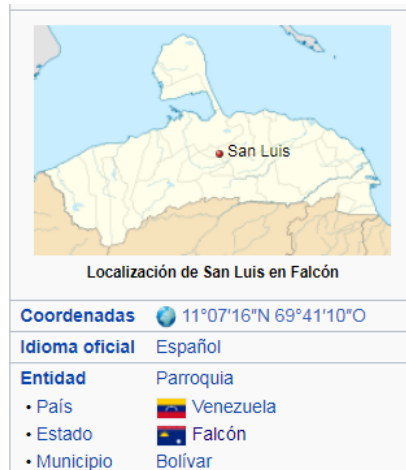 San Luis
Localización de San Luis en Falcón
Coordenadas 11°07′16″N 69°41′10″O
Idioma oficial Español
Entidad Parroquia
• País Venezuela
• Estado Falcón
• Municipio Bolívar